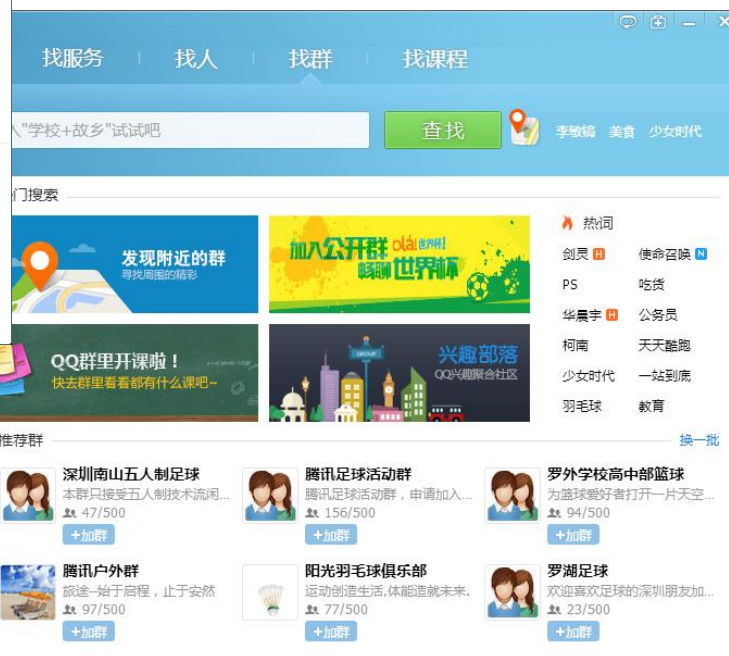 找服务
找人
找群
找课程
入"学校+故乡"试试吧
查找
李敏镐 美食 少女时代
门搜索
发现附近的群
寻找周围的精彩
加入公开群 olá!世界杯!
畅聊世界杯
QQ群里开课啦！
快去群里看看都有什么课吧~
GROUP
兴趣部落
QQ兴趣聚合社区
热词
剑灵 H 使命召唤 N
PS 吃货
华晨宇 H 公务员
柯南 天天酷跑
少女时代 一站到底
羽毛球 教育
推荐群
换一批
深圳南山五人制足球
本群只接受五人制技术流闲...
47/500
+加群
腾讯足球活动群
腾讯足球活动群，申请加入...
156/500
+加群
罗外学校高中部篮球
为篮球爱好者打开一片天空...
94/500
+加群
腾讯户外群
旅途--始于启程，止于安然
97/500
+加群
阳光羽毛球俱乐部
运动创造生活,体能造就未来.
77/500
+加群
罗湖足球
欢迎喜欢足球的深圳朋友加...
23/500
+加群